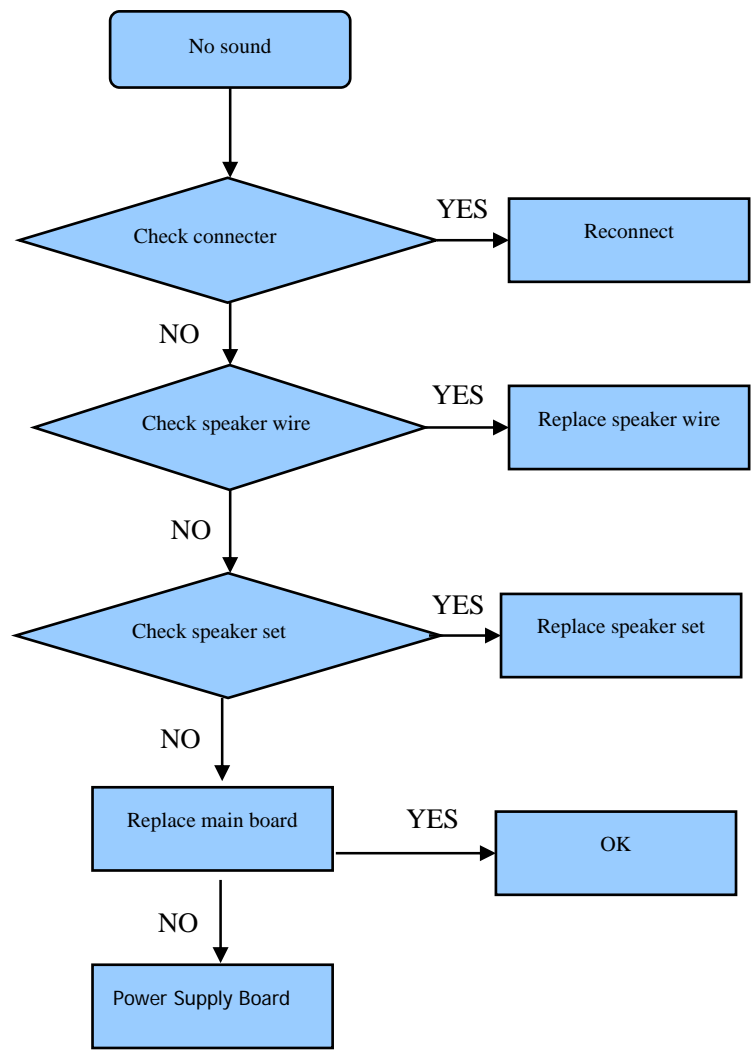 No sound
Check connecter
YES
Reconnect
NO
Check speaker wire
YES
Replace speaker wire
NO
Check speaker set
YES
Replace speaker set
NO
Replace main board
YES
OK
NO
Power Supply Board